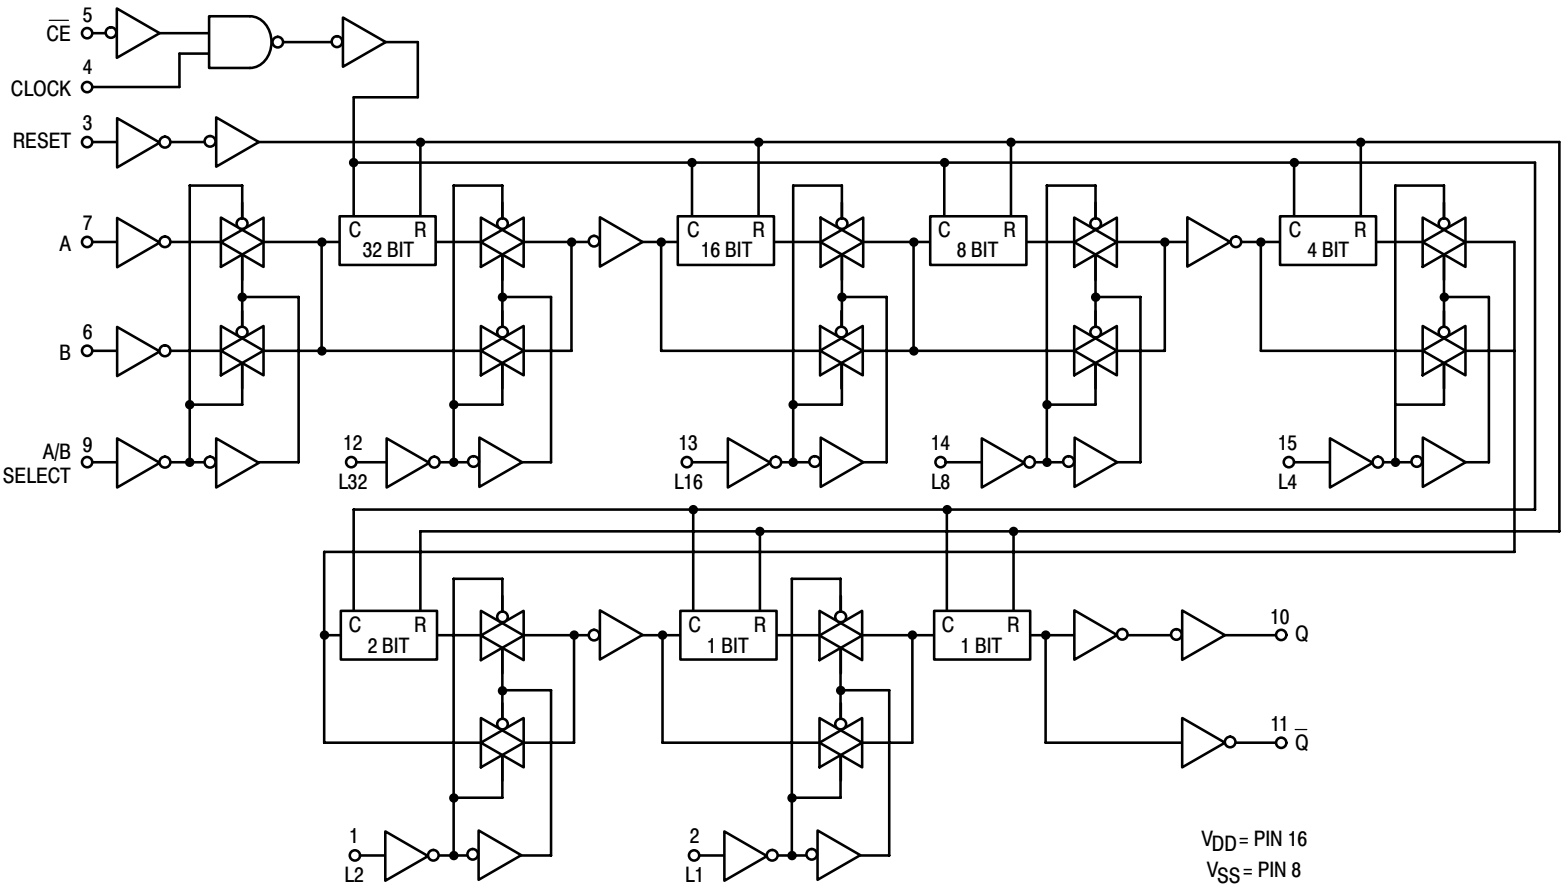 5
C̅E̅
4
CLOCK
3
RESET
7
A
C R
32 BIT
C R
16 BIT
C R
8 BIT
C R
4 BIT
6
B
A/B 9
SELECT
12
L32
13
L16
14
L8
15
L4
C R
2 BIT
C R
1 BIT
C R
1 BIT
10
Q
11
Q̅
1
L2
2
L1
VDD = PIN 16
VSS = PIN 8